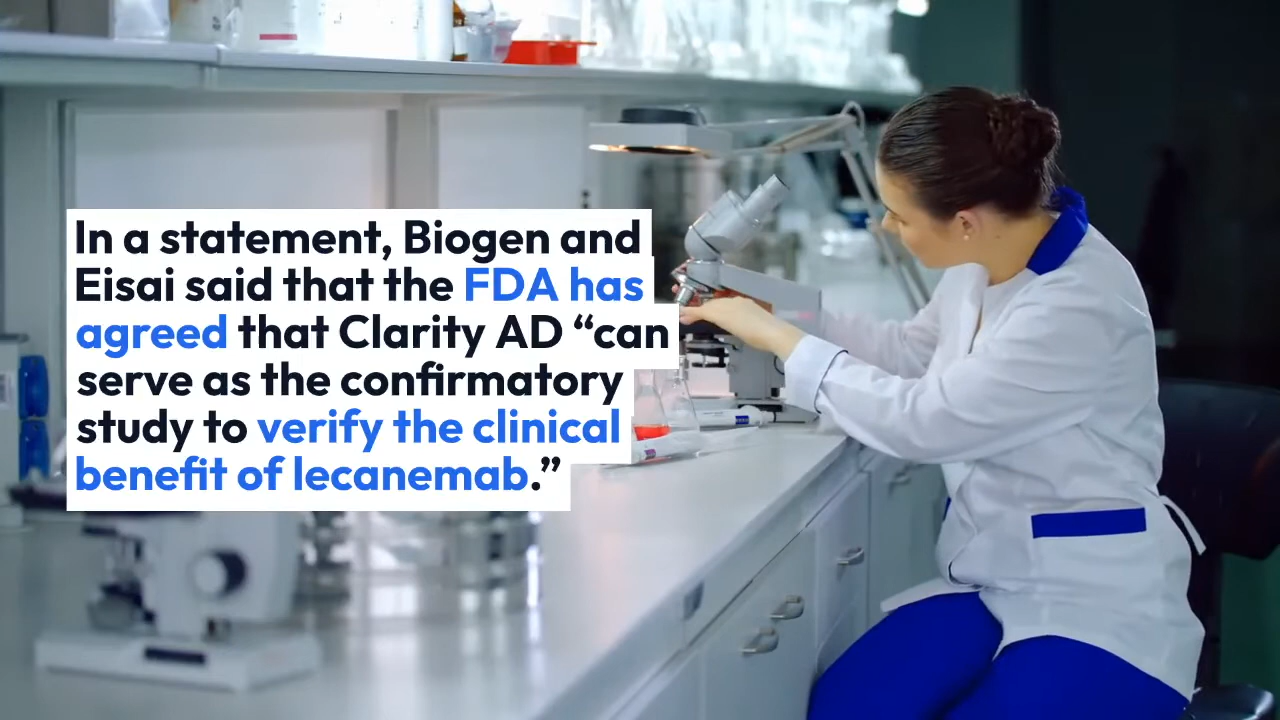 In a statement, Biogen and
Eisai said that the FDA has
agreed that Clarity AD “can
serve as the confirmatory
study to verify the clinical
benefit of lecanemab.”